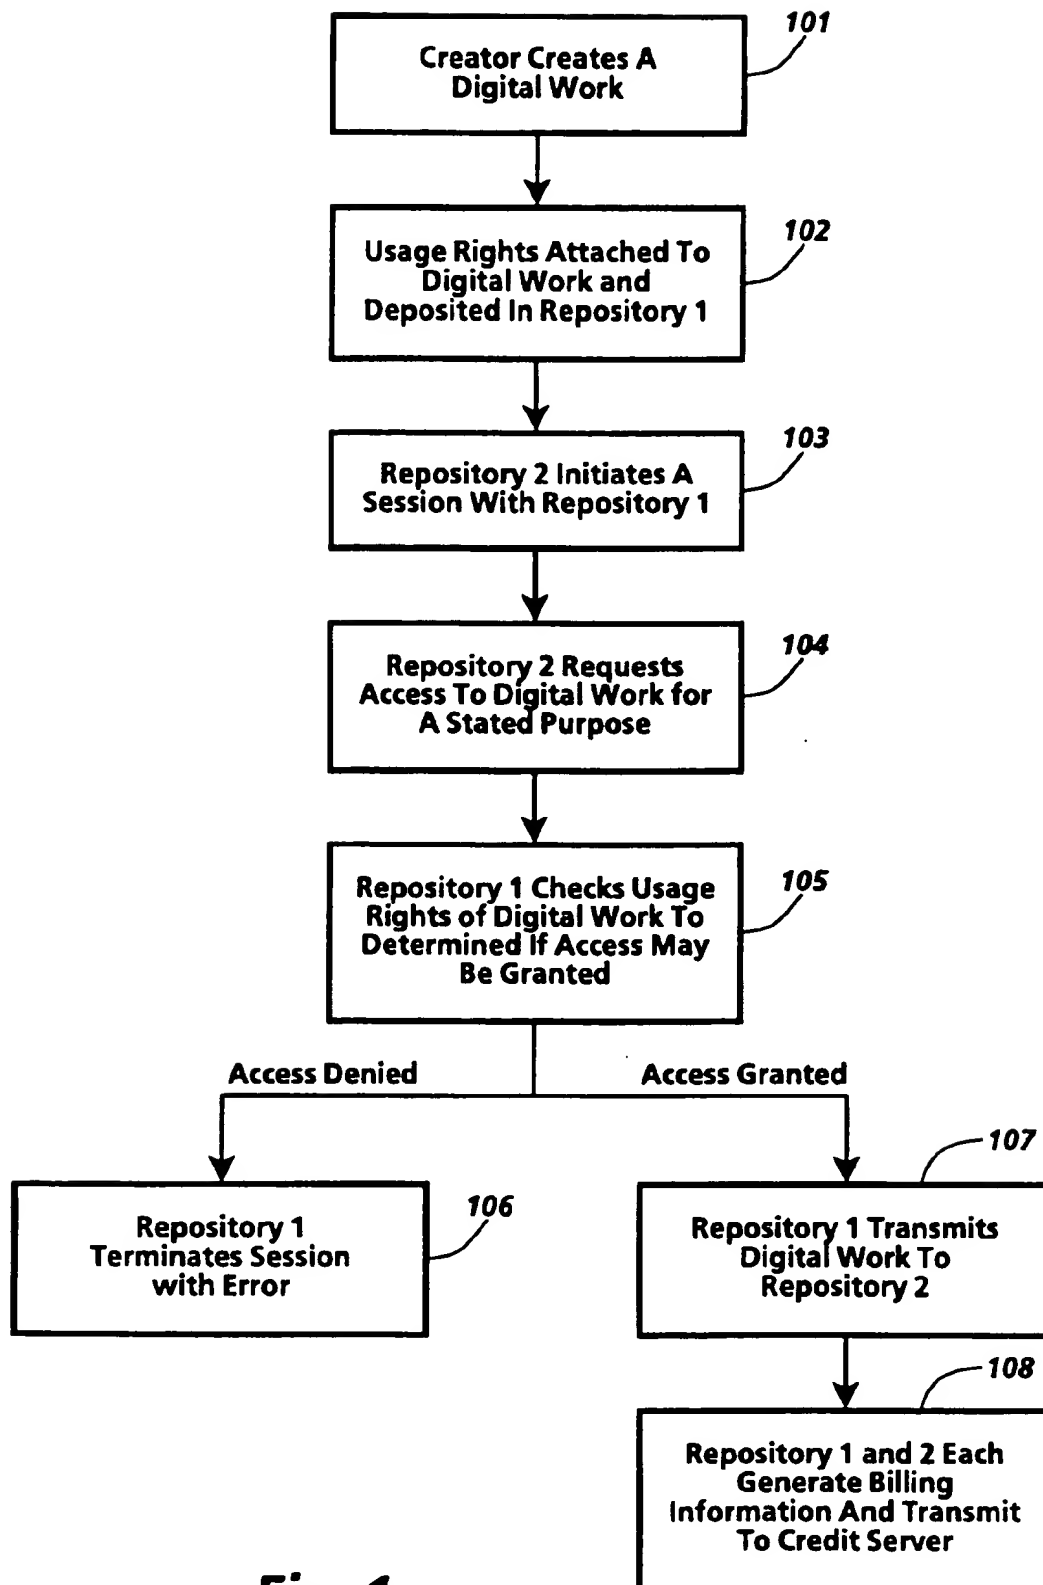 101
Creator Creates A
Digital Work
102
Usage Rights Attached To
Digital Work and
Deposited In Repository 1
103
Repository 2 Initiates A
Session With Repository 1
104
Repository 2 Requests
Access To Digital Work for
A Stated Purpose
105
Repository 1 Checks Usage
Rights of Digital Work To
Determined If Access May
Be Granted
Access Denied
Access Granted
106
Repository 1
Terminates Session
with Error
107
Repository 1 Transmits
Digital Work To
Repository 2
108
Repository 1 and 2 Each
Generate Billing
Information And Transmit
To Credit Server